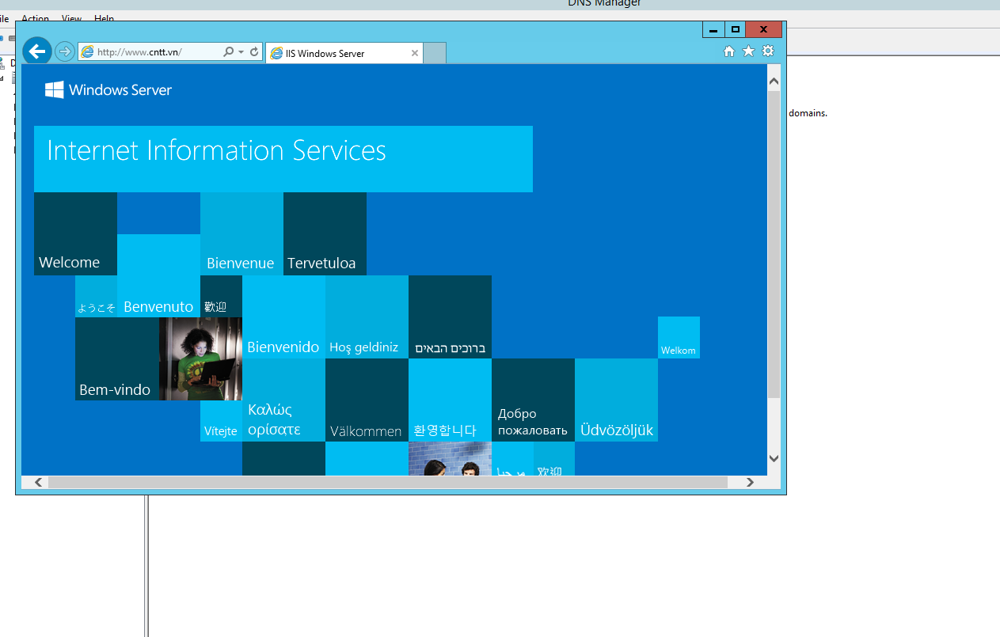 DNS Manager
Action View Help
http://www.cntt.vn/
IIS Windows Server
Windows Server
domains.
Internet Information Services
Welcome
Bienvenue
Tervetuloa
ようこそ
Benvenuto
歡迎
Bienvenido
Hoş geldiniz
ברוכים הבאים
Welkom
Bem-vindo
Vítejte
Καλώς
ορίσατε
Välkommen
환영합니다
Добро
пожаловать
Üdvözöljük
欢迎